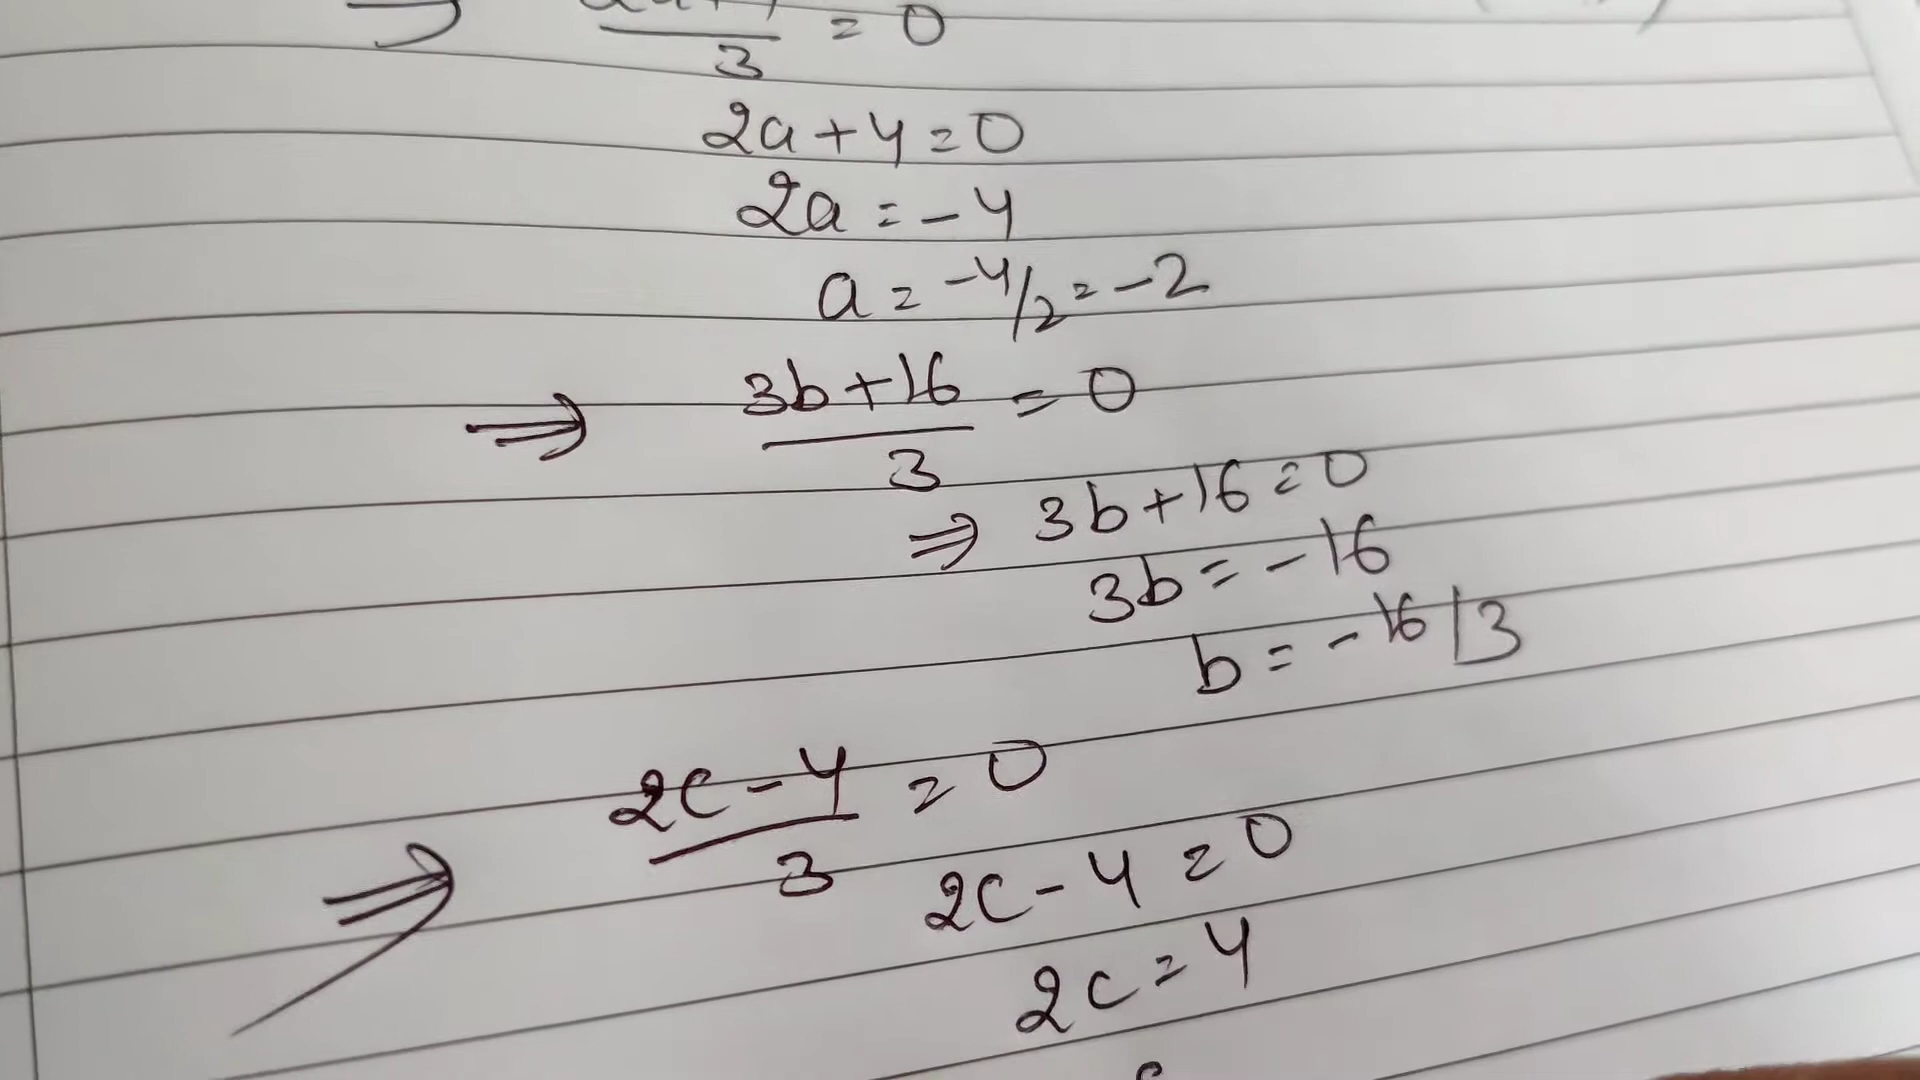 ⇒ /3 = 0
2a + 4 = 0
2a = -4
a = -4/2 = -2
⇒ 3b + 16 / 3 = 0
⇒ 3b + 16 = 0
3b = -16
b = -16/3
⇒ 2c - 4 / 3 = 0
2c - 4 = 0
2c = 4